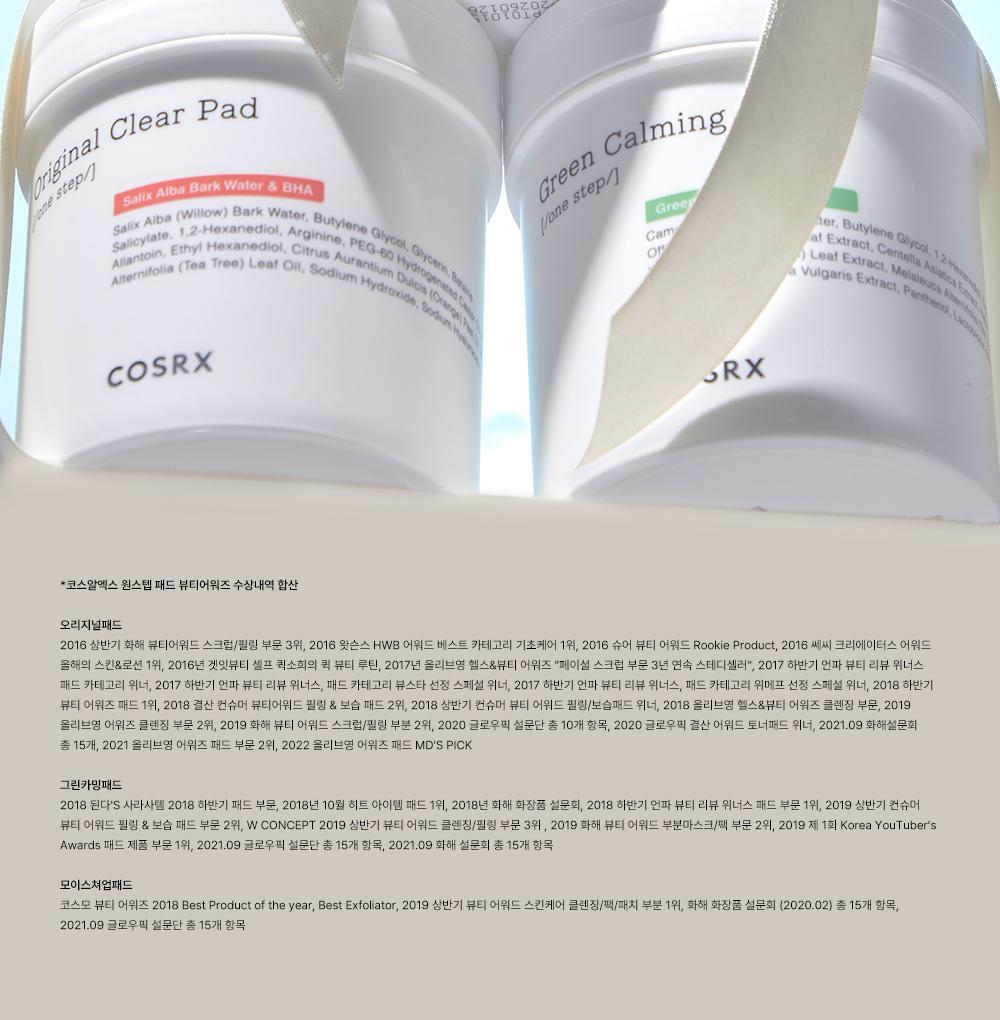 Original Clear Pad
[/one step/]
Salix Alba Bark Water & BHA
Salix Alba (Willow) Bark Water, Butylene Glycol, Glycerin, Betaine
Salicylate, 1,2-Hexanediol, Arginine, PEG-60 Hydrogenated Castor
Allantoin, Ethyl Hexanediol, Citrus Aurantium Dulcis (Orange) Peel
Alternifolia (Tea Tree) Leaf Oil, Sodium Hydroxide, Sodium
COSRX
Green Calming
[/one step/]
Green
Butylene Glycol,
Extract, Centella Asiatica
) Leaf Extract, Melaleuca
Vulgaris Extract, Panthenol,
SRX
*코스알엑스 원스텝 패드 뷰티어워즈 수상내역 합산
오리지널패드
2016 상반기 화해 뷰티어워드 스크럽/필링 부문 3위, 2016 왓슨스 HWB 어워드 베스트 카테고리 기초케어 1위, 2016 슈어 뷰티 어워드 Rookie Product, 2016 쎄씨 크리에이터스 어워드
올해의 스킨&로션 1위, 2016년 겟잇뷰티 셀프 퀵소희의 퀵 뷰티 루틴, 2017년 올리브영 헬스&뷰티 어워즈 "페이셜 스크럽 부문 3년 연속 스테디셀러", 2017 하반기 언파 뷰티 리뷰 위너스
패드 카테고리 위너, 2017 하반기 언파 뷰티 리뷰 위너스, 패드 카테고리 뷰스타 선정 스페셜 위너, 2017 하반기 언파 뷰티 리뷰 위너스, 패드 카테고리 위메프 선정 스페셜 위너, 2018 하반기
뷰티 어워즈 패드 1위, 2018 결산 컨슈머 뷰티어워드 필링 & 보습 패드 2위, 2018 상반기 컨슈머 뷰티 어워드 필링/보습패드 위너, 2018 올리브영 헬스&뷰티 어워즈 클렌징 부문, 2019
올리브영 어워즈 클렌징 부문 2위, 2019 화해 뷰티 어워드 스크럽/필링 부분 2위, 2020 글로우픽 설문단 총 10개 항목, 2020 글로우픽 결산 어워드 토너패드 위너, 2021.09 화해설문회
총 15개, 2021 올리브영 어워즈 패드 부문 2위, 2022 올리브영 어워즈 패드 MD'S PICK
그린카밍패드
2018 된다'S 사라사템 2018 하반기 패드 부문, 2018년 10월 히트 아이템 패드 1위, 2018년 화해 화장품 설문회, 2018 하반기 언파 뷰티 리뷰 위너스 패드 부문 1위, 2019 상반기 컨슈머
뷰티 어워드 필링 & 보습 패드 부문 2위, W CONCEPT 2019 상반기 뷰티 어워드 클렌징/필링 부문 3위 , 2019 화해 뷰티 어워드 부분마스크/팩 부문 2위, 2019 제 1회 Korea YouTuber's
Awards 패드 제품 부문 1위, 2021.09 글로우픽 설문단 총 15개 항목, 2021.09 화해 설문회 총 15개 항목
모이스쳐업패드
코스모 뷰티 어워즈 2018 Best Product of the year, Best Exfoliator, 2019 상반기 뷰티 어워드 스킨케어 클렌징/팩/패치 부분 1위, 화해 화장품 설문회 (2020.02) 총 15개 항목,
2021.09 글로우픽 설문단 총 15개 항목